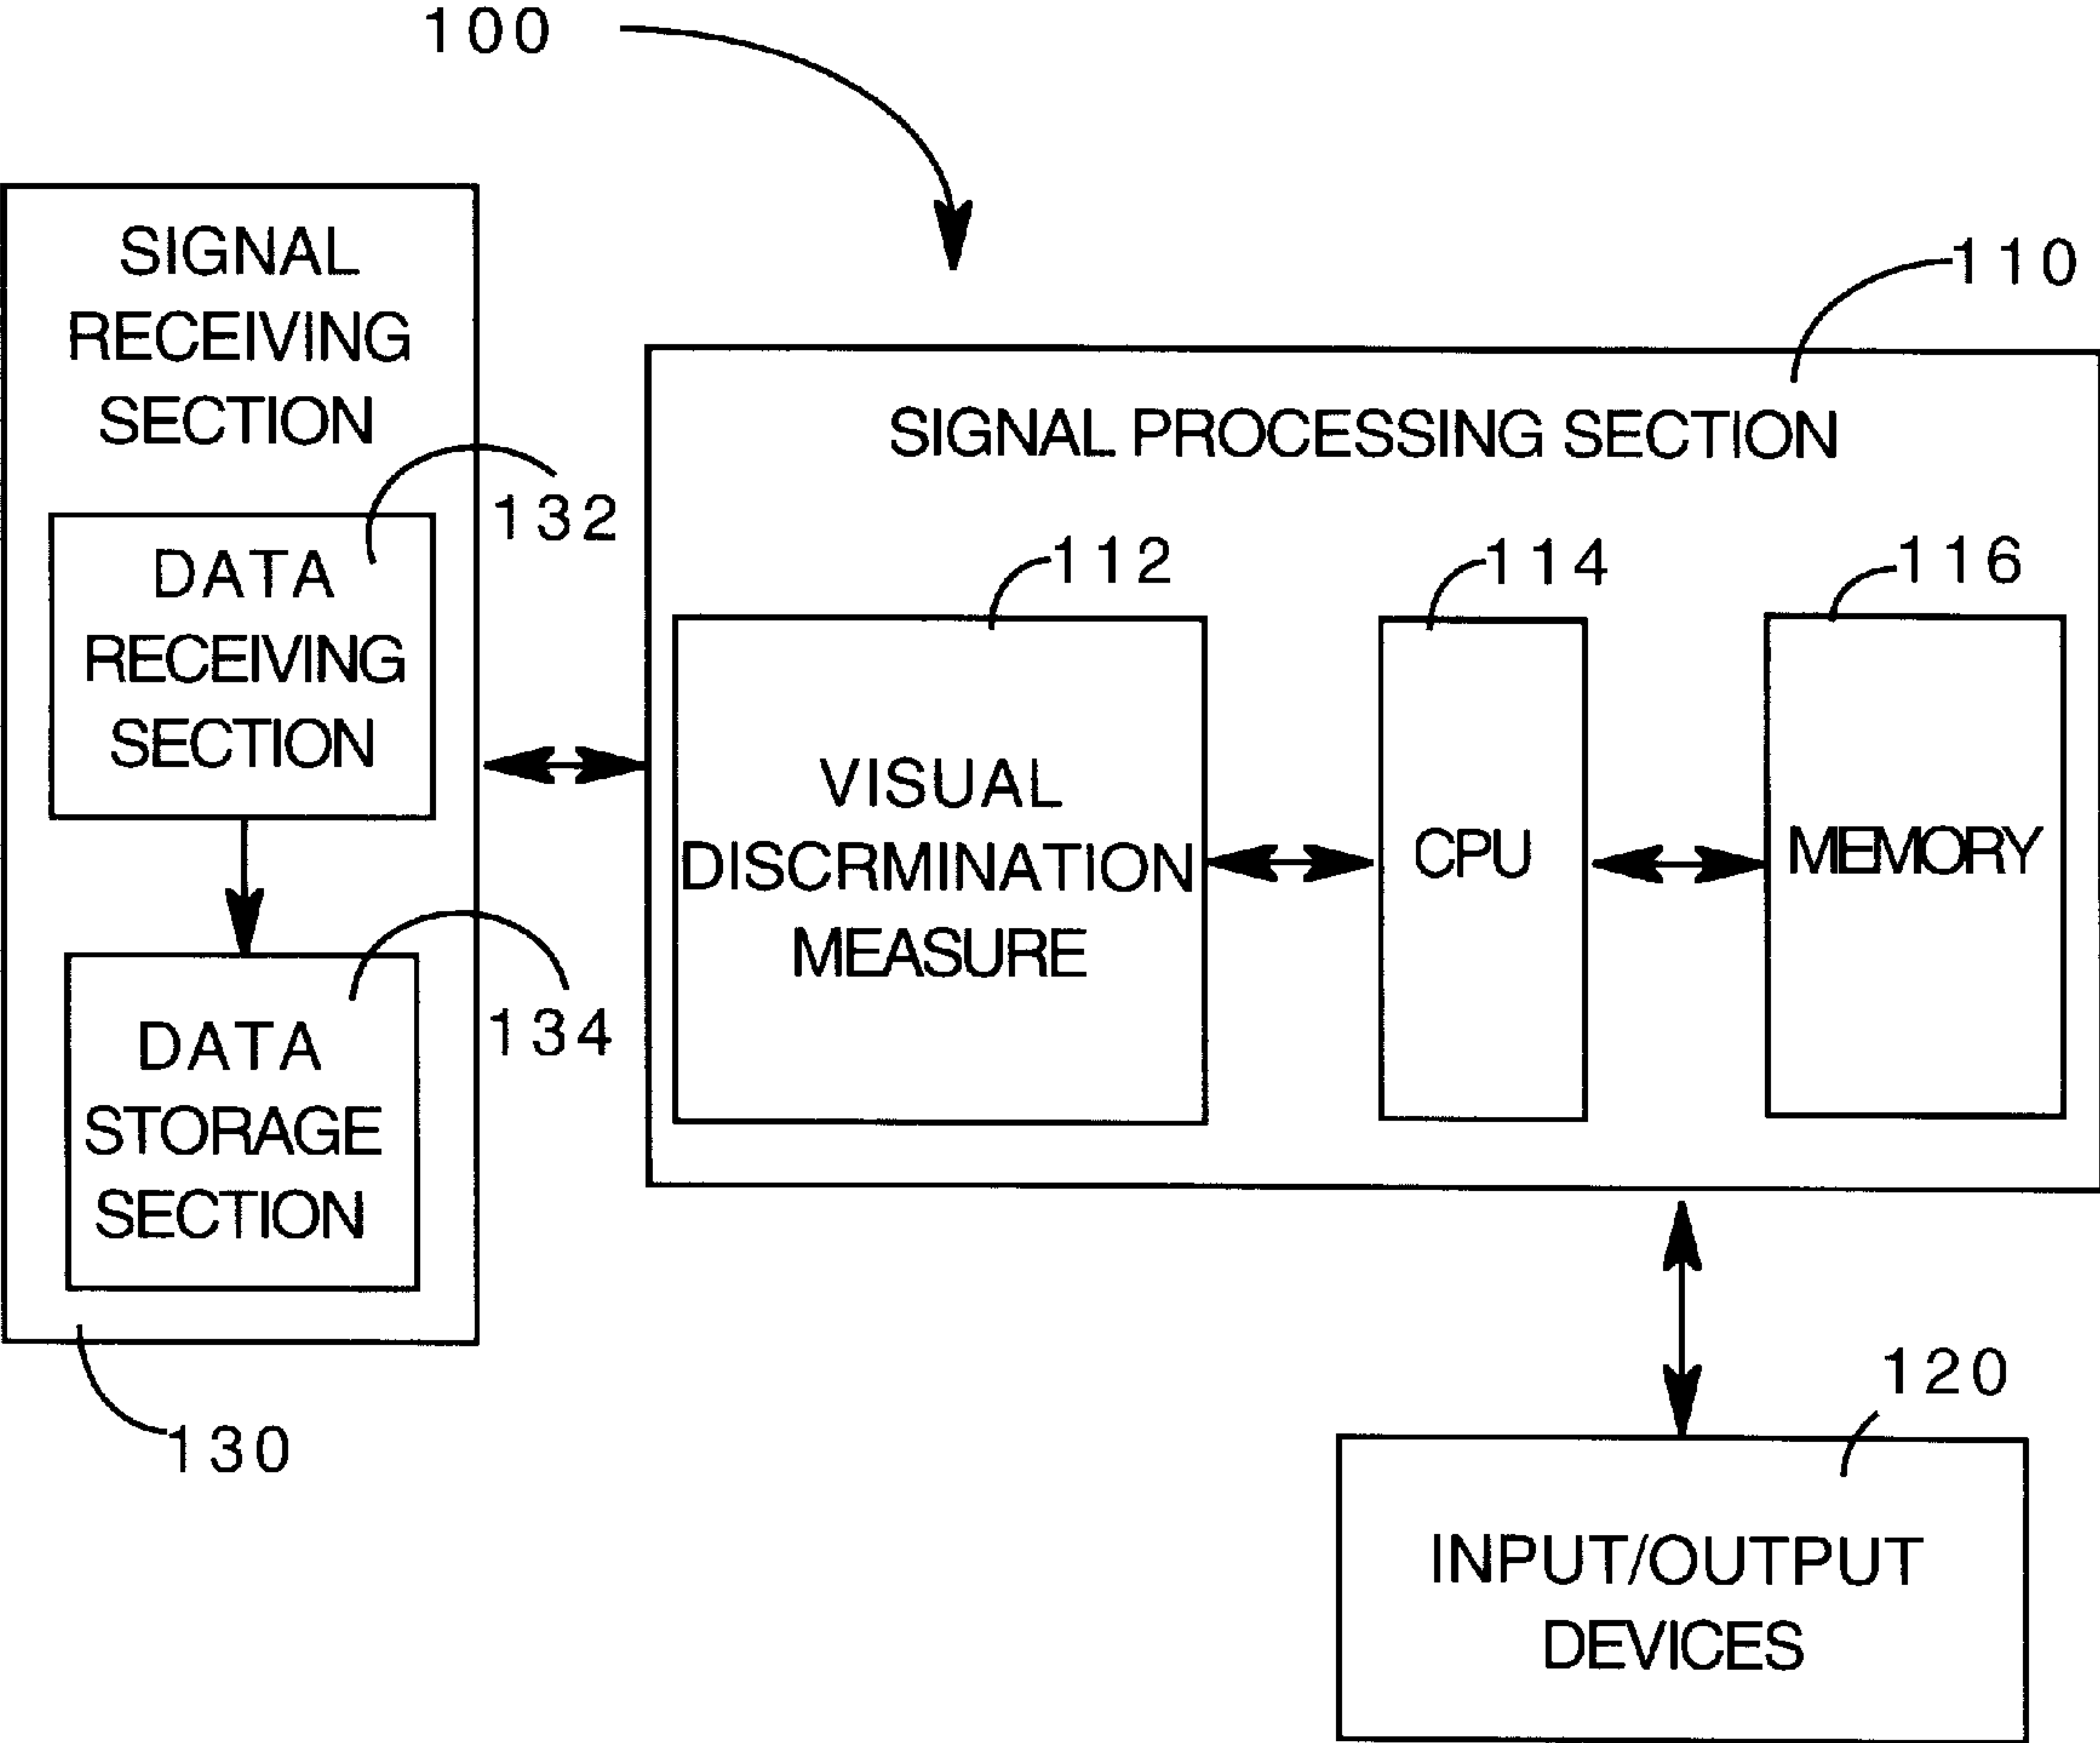 100
SIGNAL
RECEIVING
SECTION
132
DATA
RECEIVING
SECTION
134
DATA
STORAGE
SECTION
130
110
SIGNAL PROCESSING SECTION
112
VISUAL
DISCRMINATION
MEASURE
114
CPU
116
MEMORY
120
INPUT/OUTPUT
DEVICES